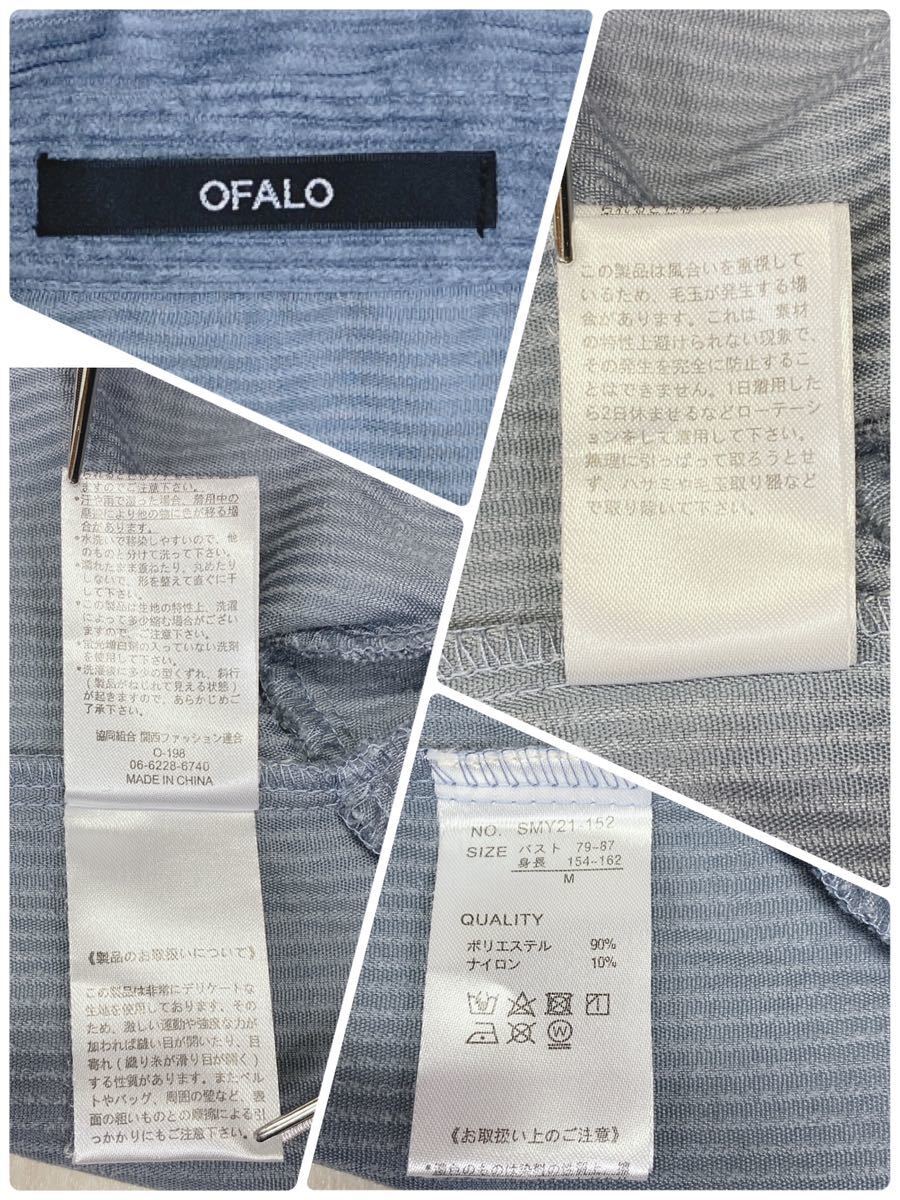 OFALO
この製品は風合いを重視して
いるため、毛玉が発生する場
合があります。これは、素材
の特性上避けられない現象で、
その発生を完全に防止するこ
とはできません。1日着用した
ら2日休ませるなどローテーシ
ョンをして着用して下さい。
無理に引っぱって取ろうとせ
ず、ハサミや毛玉取り器など
で取り除いて下さい。
ますのでご注意下さい。
*汗や雨で湿った場合、着用中の
摩擦により他の物に色が移る場
合があります。
*水洗いで移染しやすいので、他
のものと分けて洗って下さい。
*濡れたまま重ねたり、丸めたり
しないで、形を整えて直ぐに干
して下さい。
*この製品は生地の特性上、洗濯
によって多少縮む場合がござい
ますので、ご注意下さい。
*蛍光増白剤の入っていない洗剤
を使用して下さい。
*洗濯後に多少の型くずれ、斜行
(製品がねじれて見える状態)
が起きますので、あらかじめご
了承下さい。
協同組合 関西ファッション連合
O-198
06-6228-6740
MADE IN CHINA
《製品のお取扱いについて》
この製品は非常にデリケートな
生地を使用しております。その
ため、激しい運動や強度な力が
加われば縫い目が開いたり、目
寄れ(織り糸が滑り目が開く)
する性質があります。またベル
トやバッグ、周囲の壁など、表
面の粗いものとの摩擦による引
っかかりにもご注意下さい。
NO. SMY21-152
SIZE バスト 79-87
身長 154-162
M
QUALITY
ポリエステル 90%
ナイロン 10%
W
《お取扱い上のご注意》